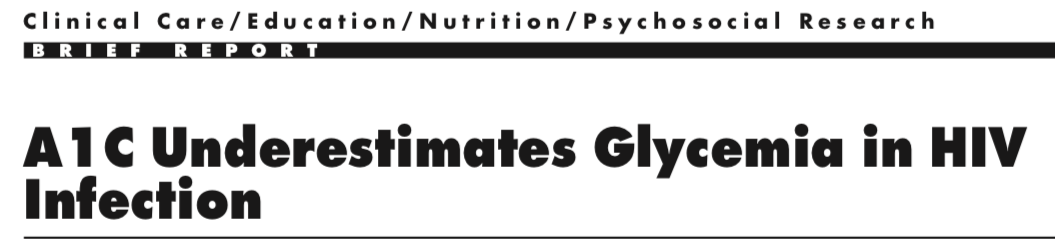 Clinical Care/Education/Nutrition/Psychosocial Research
BRIEF REPORT
A1C Underestimates Glycemia in HIV
Infection